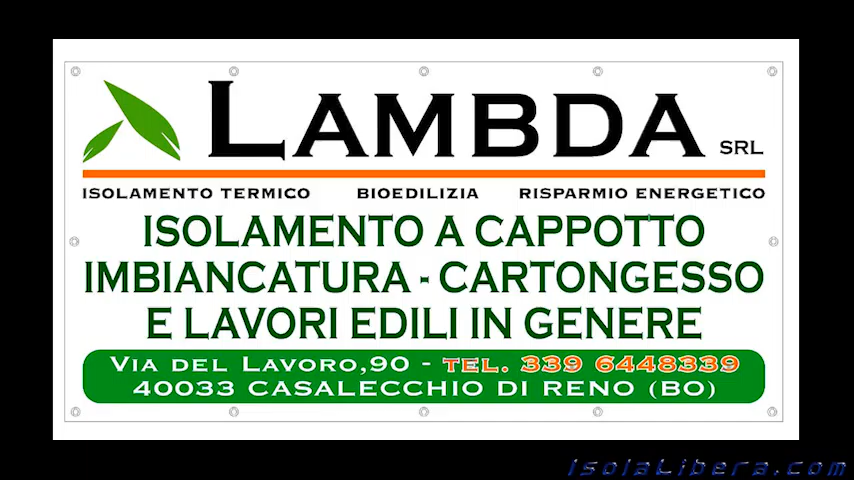 LAMBDA SRL
ISOLAMENTO TERMICO BIOEDILIZIA RISPARMIO ENERGETICO
ISOLAMENTO A CAPPOTTO
IMBIANCATURA - CARTONGESSO
E LAVORI EDILI IN GENERE
VIA DEL LAVORO,90 - TEL. 339 6448339
40033 CASALECCHIO DI RENO (BO)
isolaLibera.com